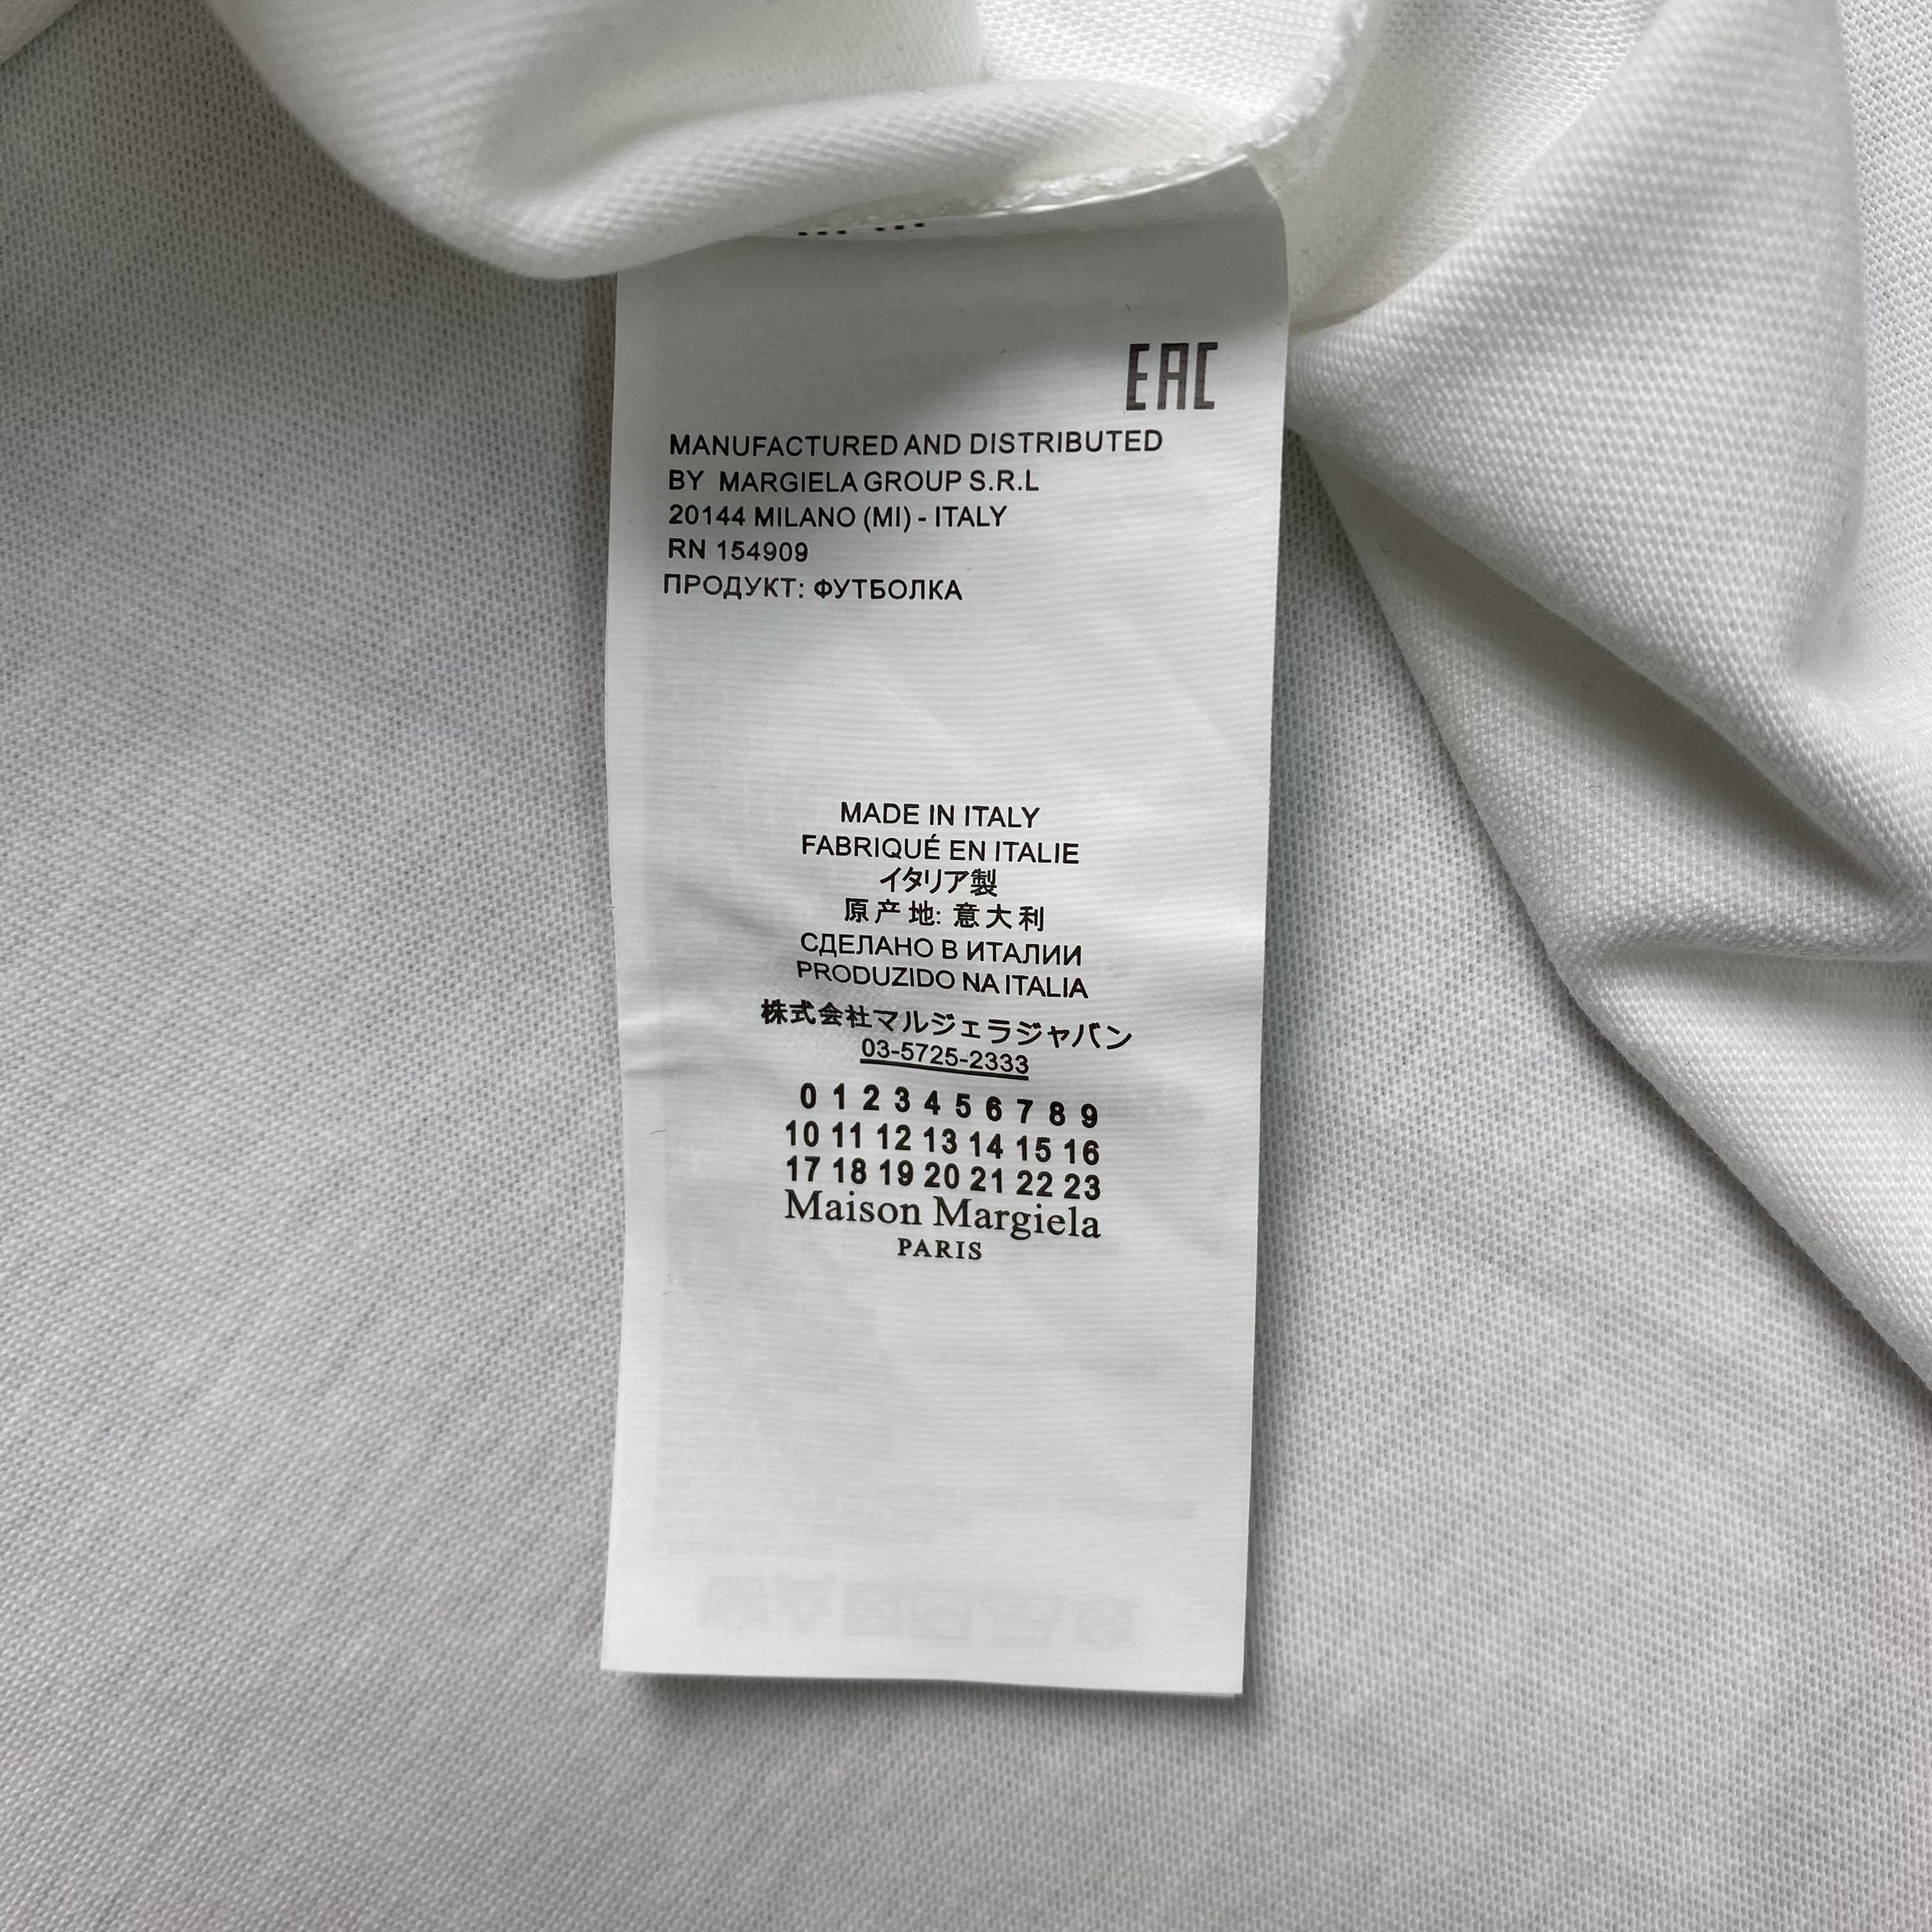 EAC
MANUFACTURED AND DISTRIBUTED
BY MARGIELA GROUP S.R.L
20144 MILANO (MI) - ITALY
RN 154909
ПРОДУКТ: ФУТБОЛКА
MADE IN ITALY
FABRIQUÉ EN ITALIE
イタリア製
原产地: 意大利
СДЕЛАНО В ИТАЛИИ
PRODUZIDO NA ITALIA
株式会社マルジェラジャパン
03-5725-2333
0 1 2 3 4 5 6 7 8 9
10 11 12 13 14 15 16
17 18 19 20 21 22 23
Maison Margiela
PARIS